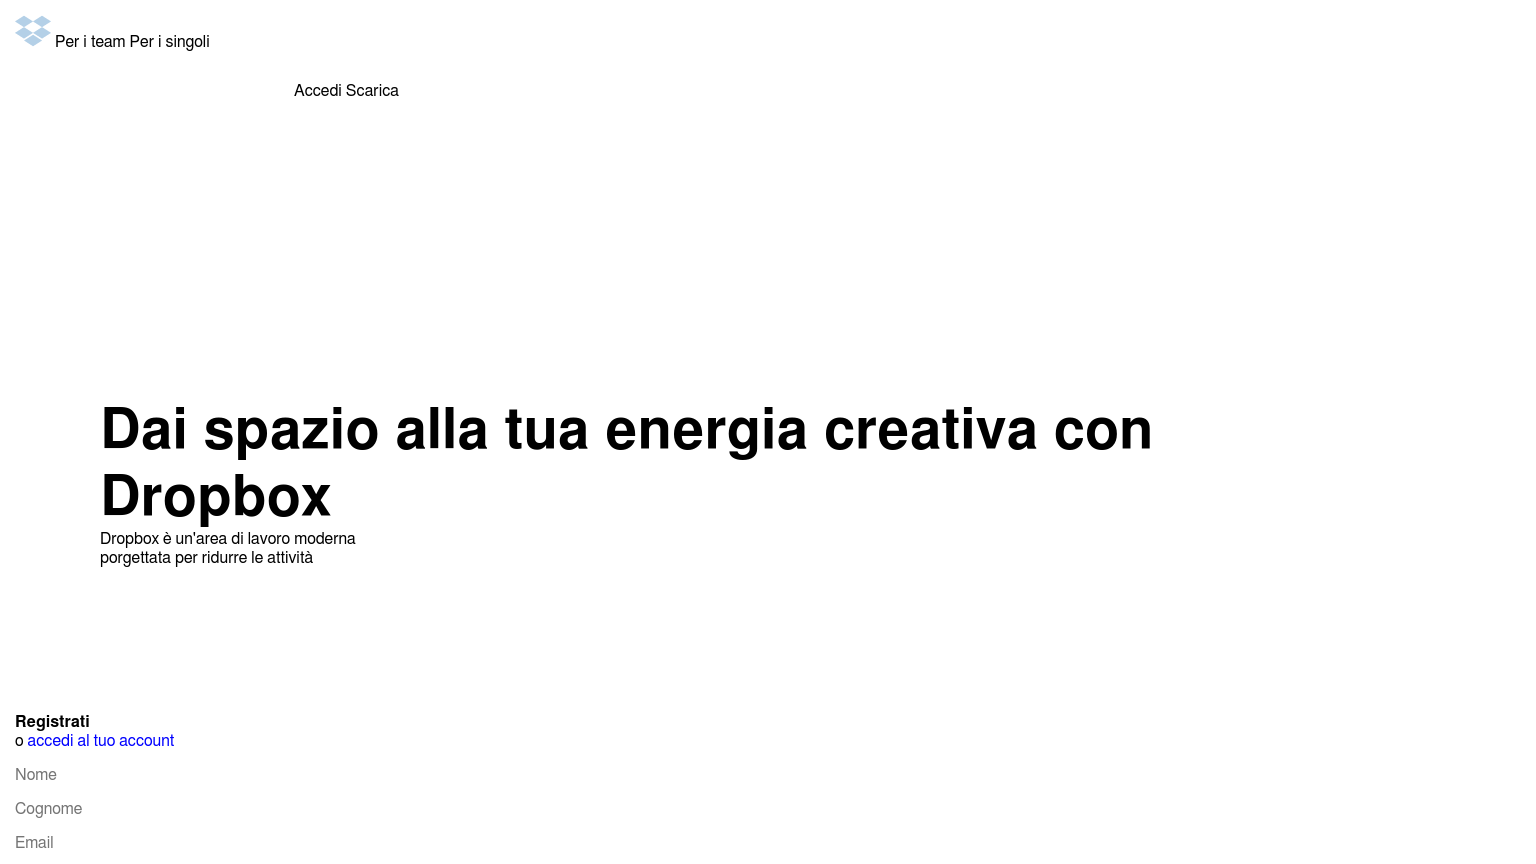 Per i team Per i singoli
Accedi Scarica
Dai spazio alla tua energia creativa con
Dropbox
Dropbox è un'area di lavoro moderna
porgettata per ridurre le attività
Registrati
o accedi al tuo account
Nome
Cognome
Email